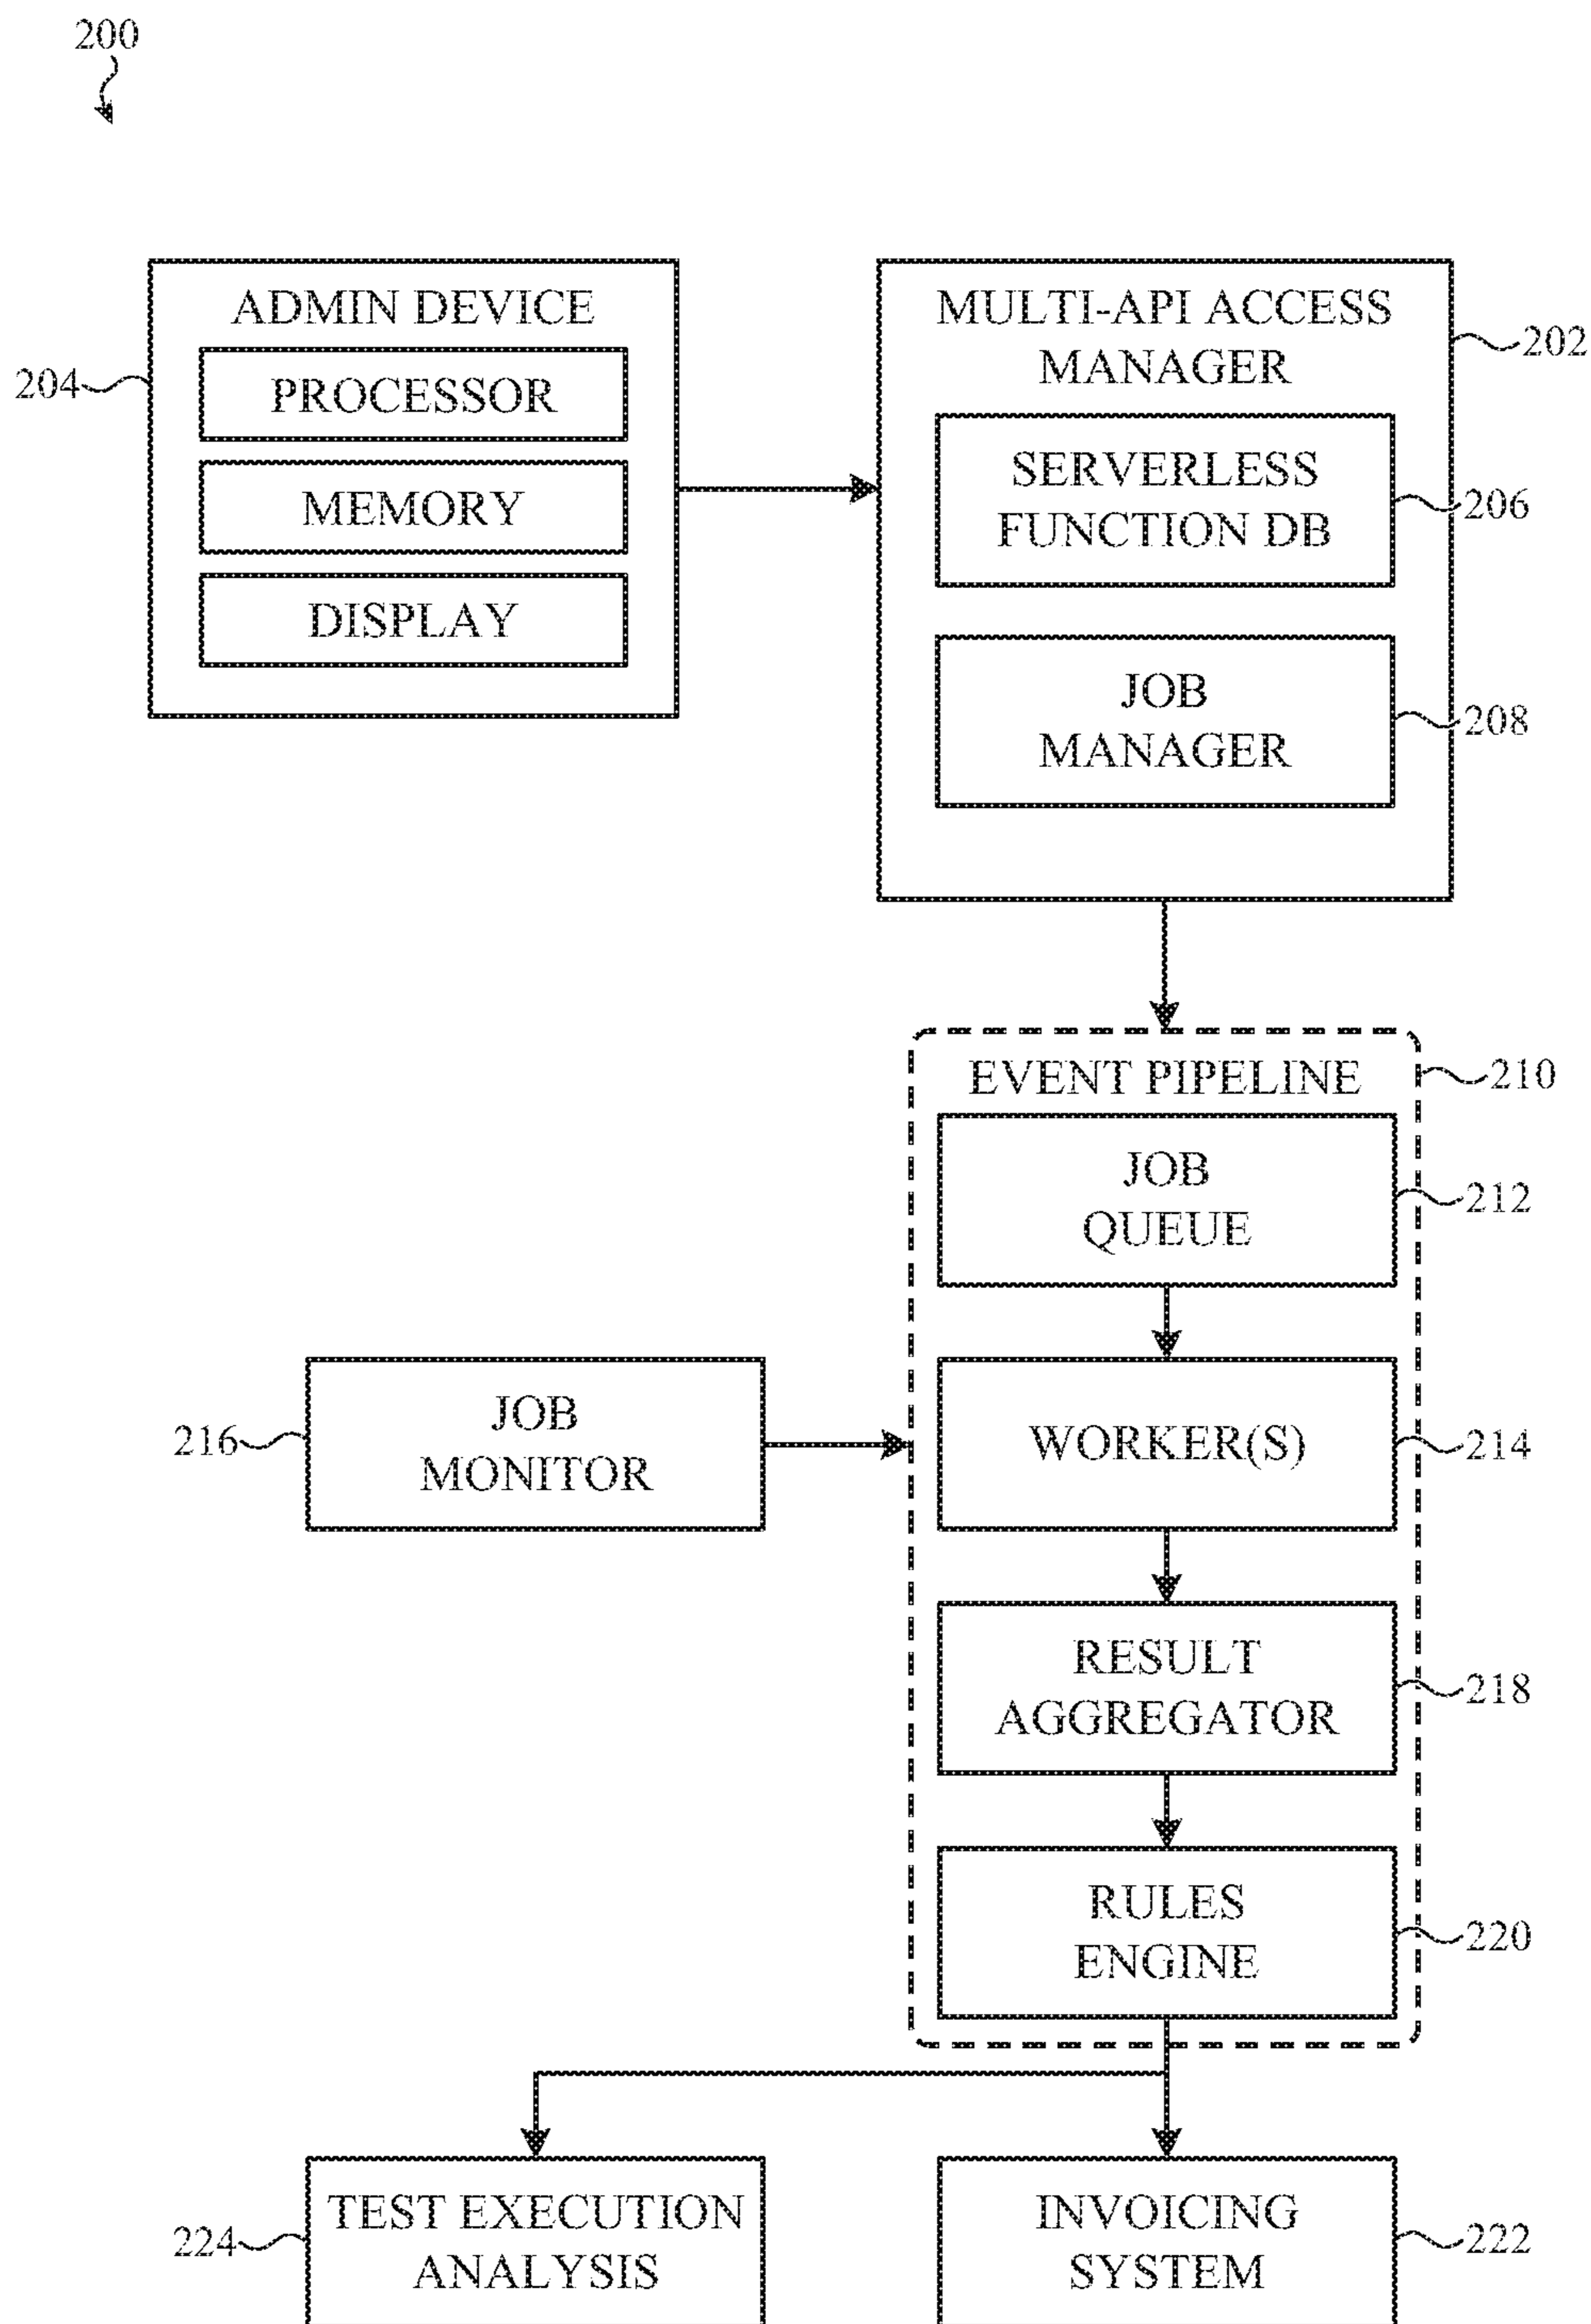 200
ADMIN DEVICE
204
PROCESSOR
MEMORY
DISPLAY
MULTI-API ACCESS
MANAGER
202
SERVERLESS
FUNCTION DB
206
JOB
MANAGER
208
EVENT PIPELINE
210
JOB
QUEUE
212
JOB
MONITOR
216
WORKER(S)
214
RESULT
AGGREGATOR
218
RULES
ENGINE
220
TEST EXECUTION
ANALYSIS
224
INVOICING
SYSTEM
222